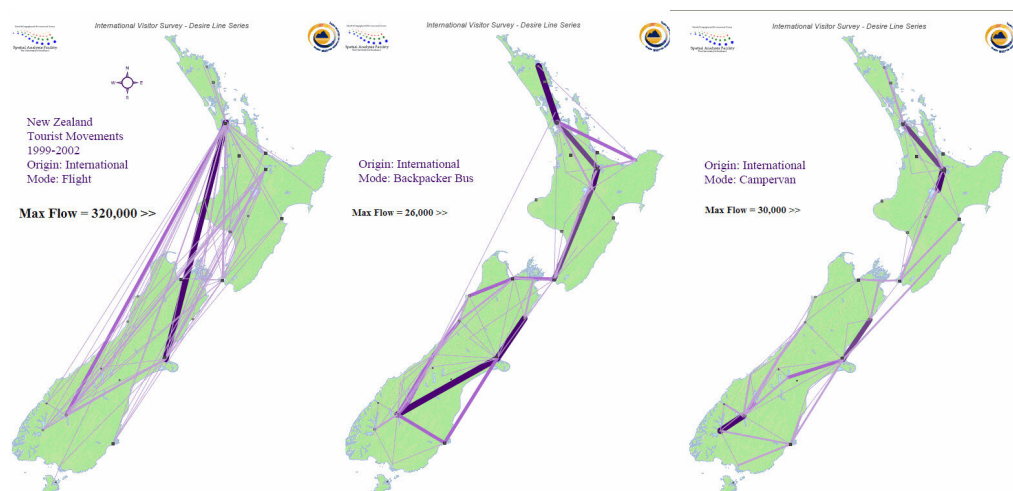 International Visitor Survey - Desire Line Series
Spatial Analysis Facility
N
W
E
S
New Zealand
Tourist Movements
1999-2002
Origin: International
Mode: Flight
Max Flow = 320,000 >>
International Visitor Survey - Desire Line Series
Spatial Analysis Facility
Origin: International
Mode: Backpacker Bus
Max Flow = 26,000 >>
International Visitor Survey - Desire Line Series
Spatial Analysis Facility
Origin: International
Mode: Campervan
Max Flow = 30,000 >>